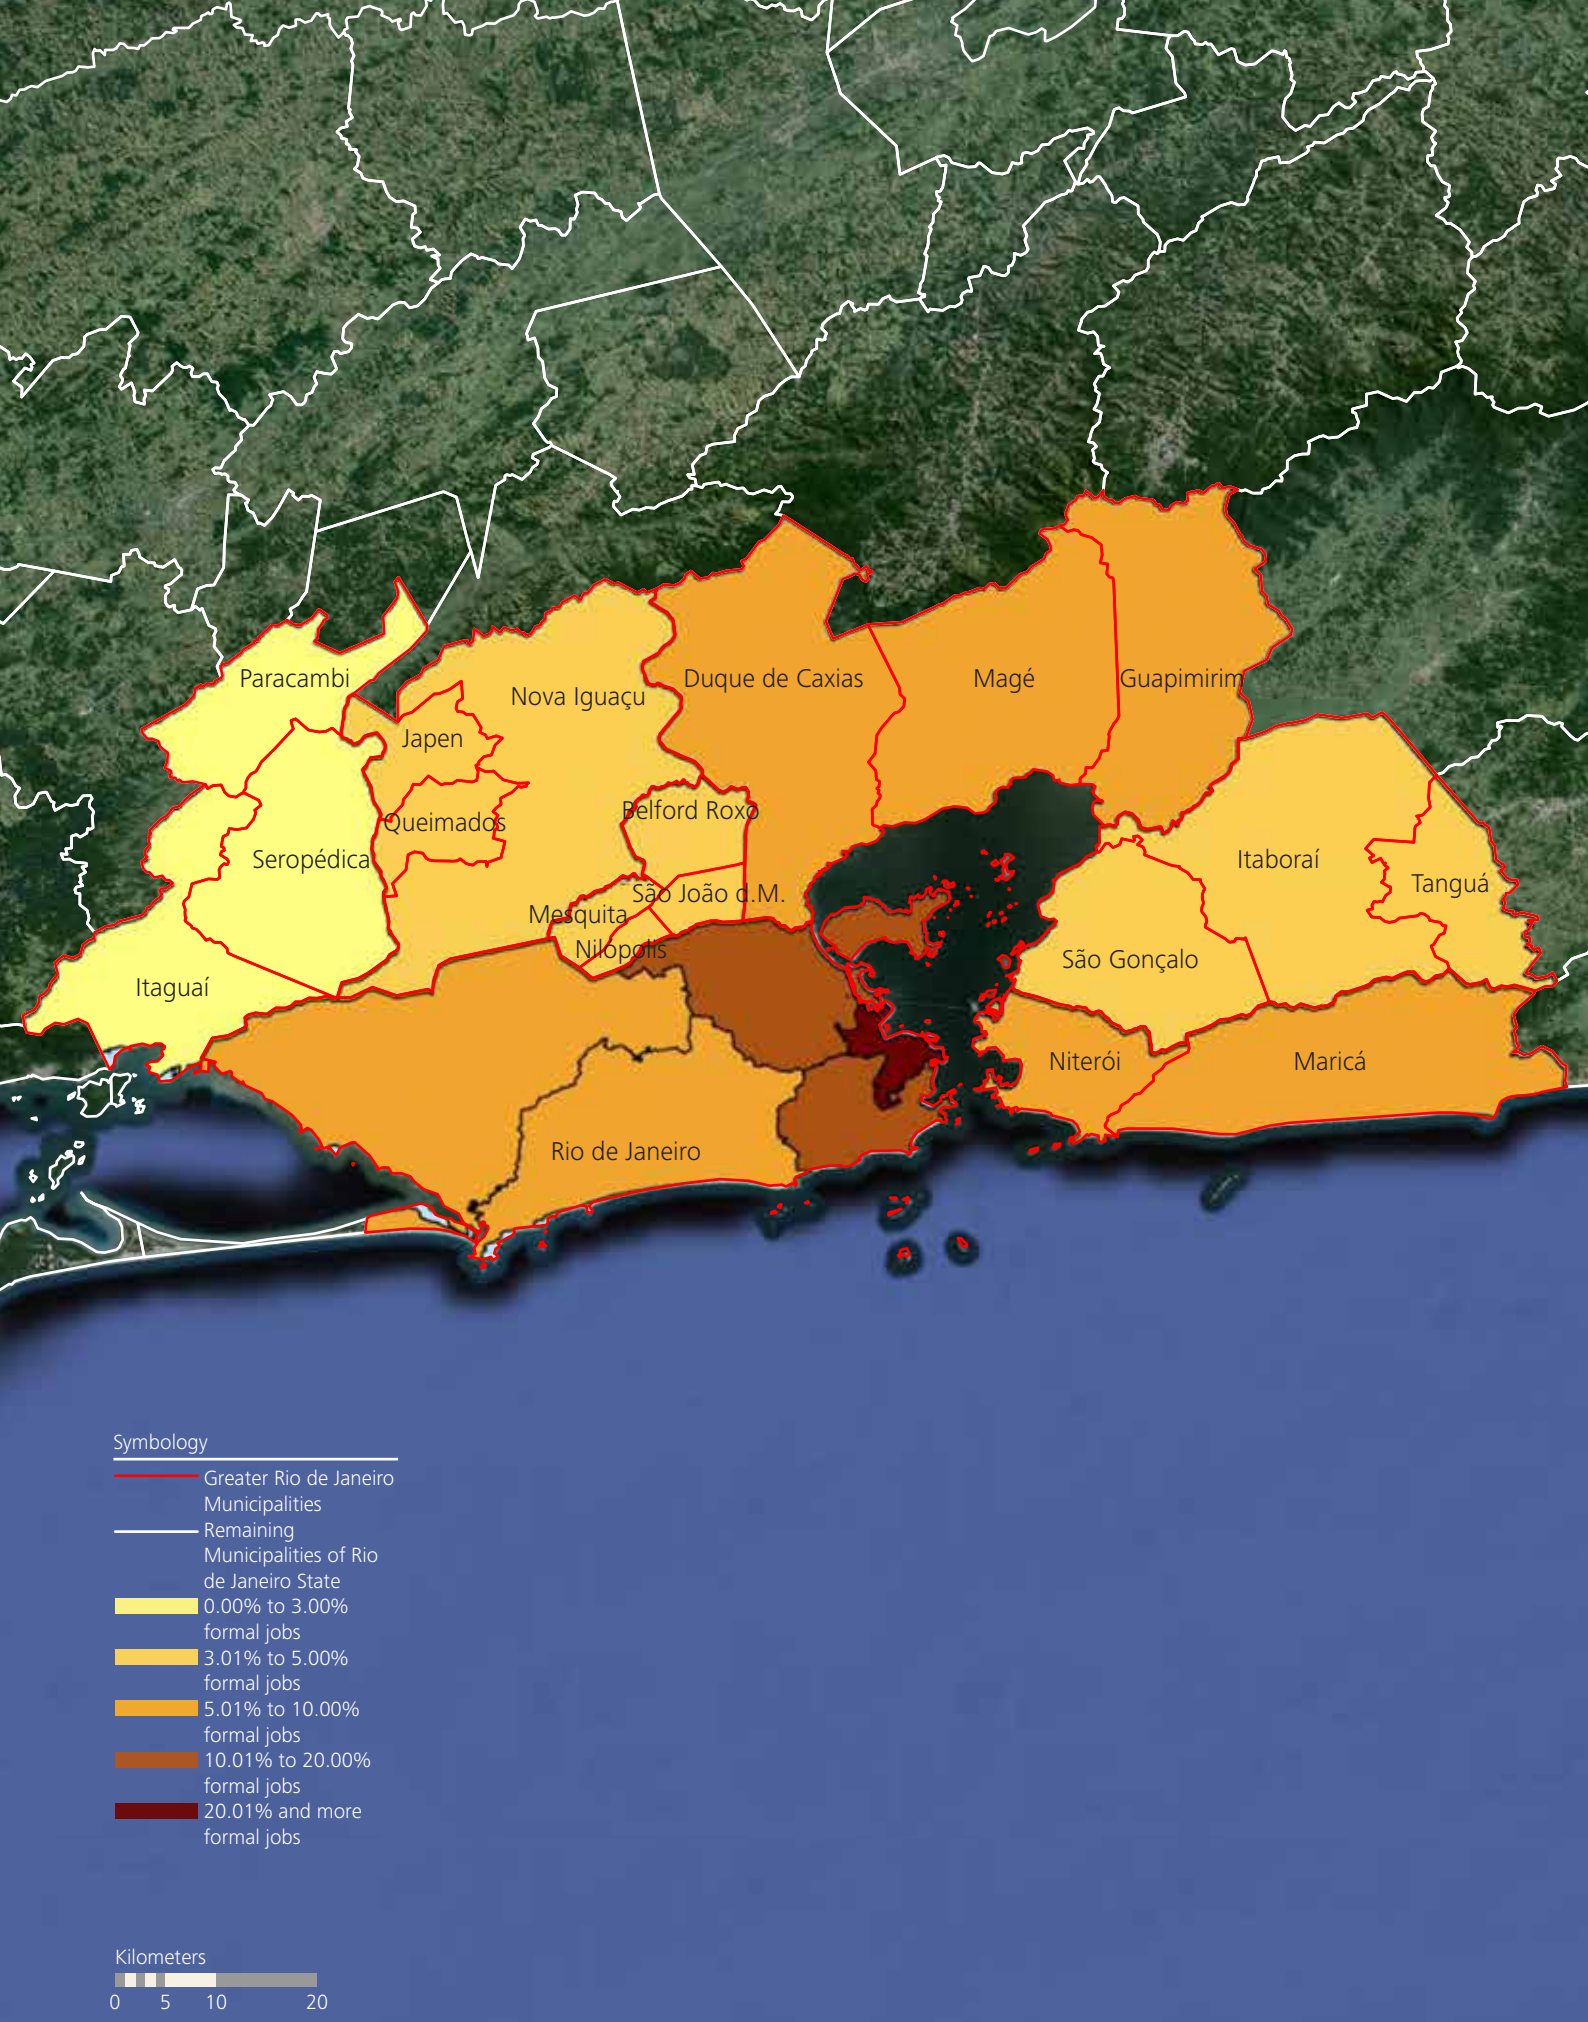 Paracambi
Duque de Caxias
Magé
Guapimirim
Nova Iguaçu
Japen
Belford Roxo
Queimados
Seropédica
Itaboraí
Tanguá
São João d.M.
Mesquita
Nilópolis
São Gonçalo
Itaguaí
Niterói
Maricá
Rio de Janeiro
Symbology
Greater Rio de Janeiro
Municipalities
Remaining
Municipalities of Rio
de Janeiro State
0.00% to 3.00%
formal jobs
3.01% to 5.00%
formal jobs
5.01% to 10.00%
formal jobs
10.01% to 20.00%
formal jobs
20.01% and more
formal jobs
Kilometers
0 5 10 20